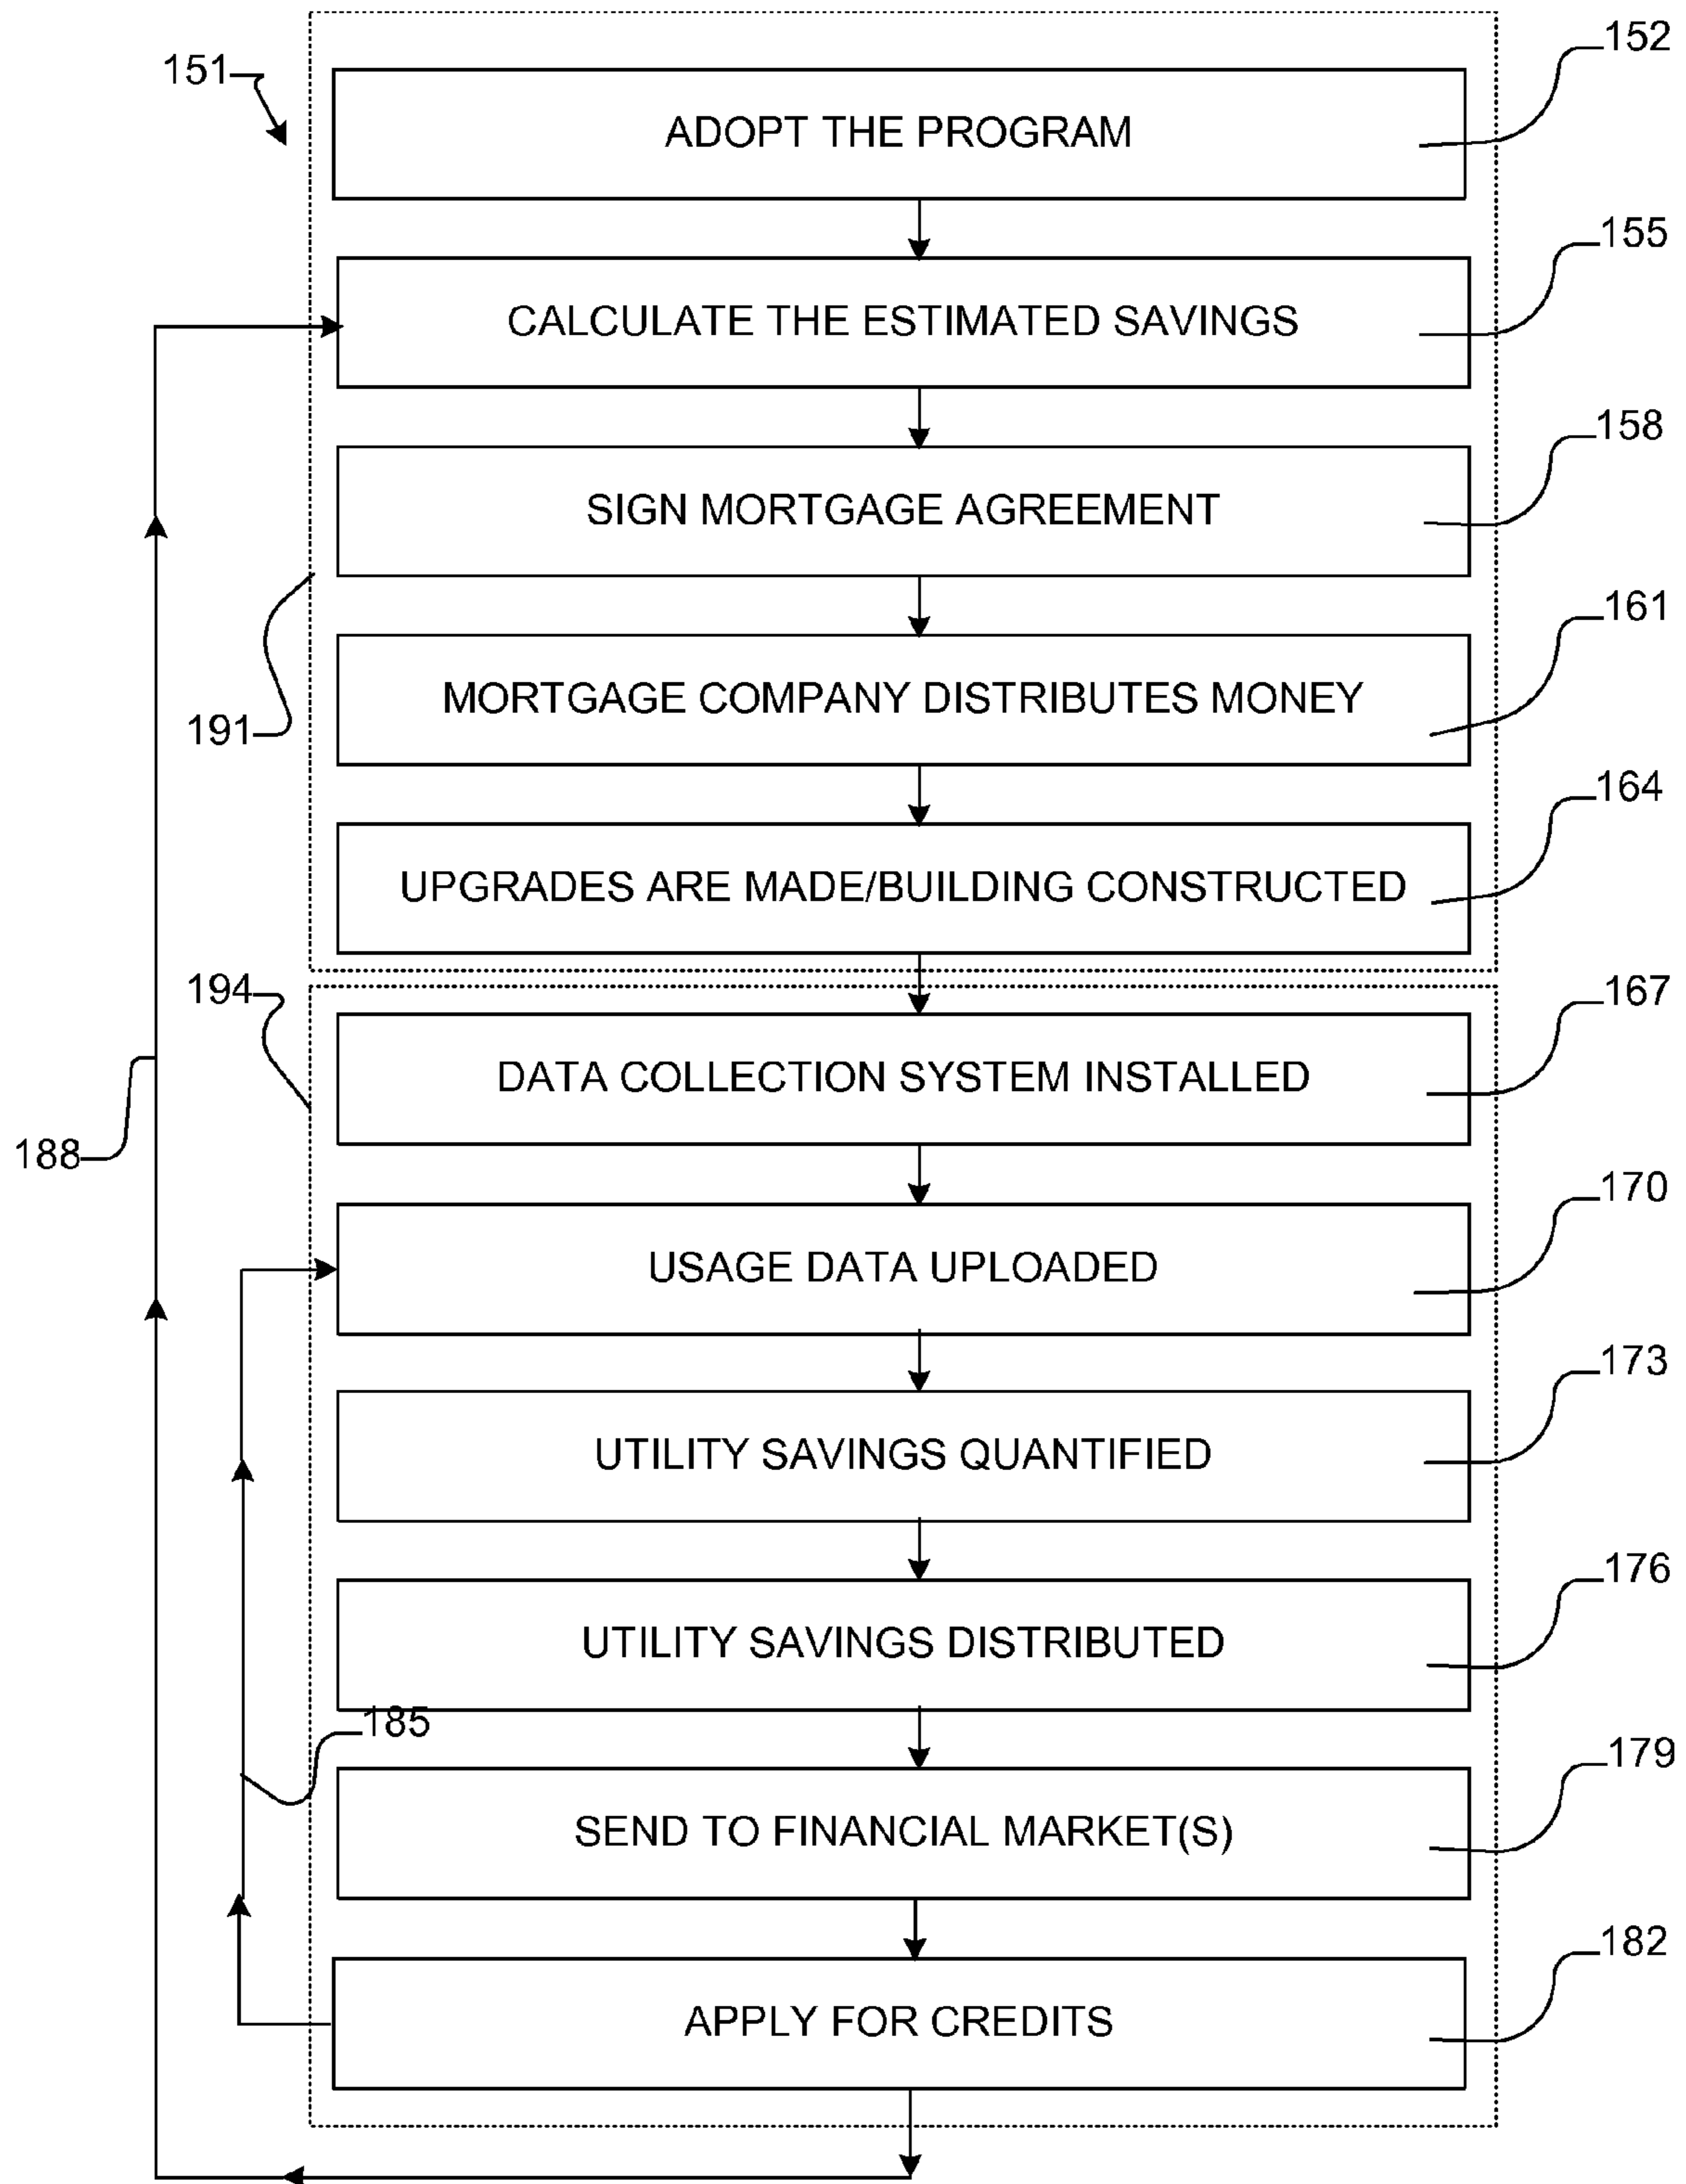 152
151
ADOPT THE PROGRAM
155
CALCULATE THE ESTIMATED SAVINGS
158
SIGN MORTGAGE AGREEMENT
161
MORTGAGE COMPANY DISTRIBUTES MONEY
191
164
UPGRADES ARE MADE/BUILDING CONSTRUCTED
194
167
DATA COLLECTION SYSTEM INSTALLED
188
170
USAGE DATA UPLOADED
173
UTILITY SAVINGS QUANTIFIED
176
UTILITY SAVINGS DISTRIBUTED
185
179
SEND TO FINANCIAL MARKET(S)
182
APPLY FOR CREDITS